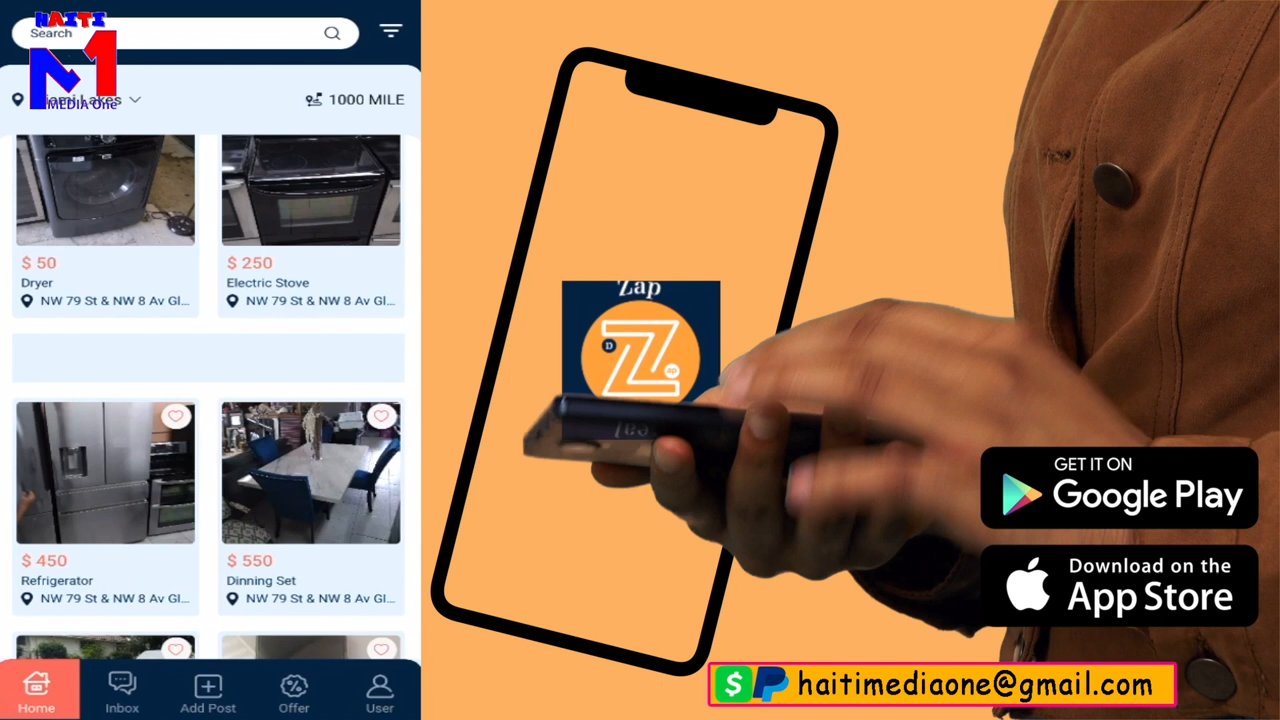 HAITI
Search
M1
MEDIA One
Miami Lakes
1000 MILE
$ 50
Dryer
NW 79 St & NW 8 Av Gl...
$ 250
Electric Stove
NW 79 St & NW 8 Av Gl...
$ 450
Refrigerator
NW 79 St & NW 8 Av Gl...
$ 550
Dinning Set
NW 79 St & NW 8 Av Gl...
Home
Inbox
Add Post
Offer
User
Zap
D
Z
GET IT ON
Google Play
Download on the
App Store
$ P haitimediaone@gmail.com